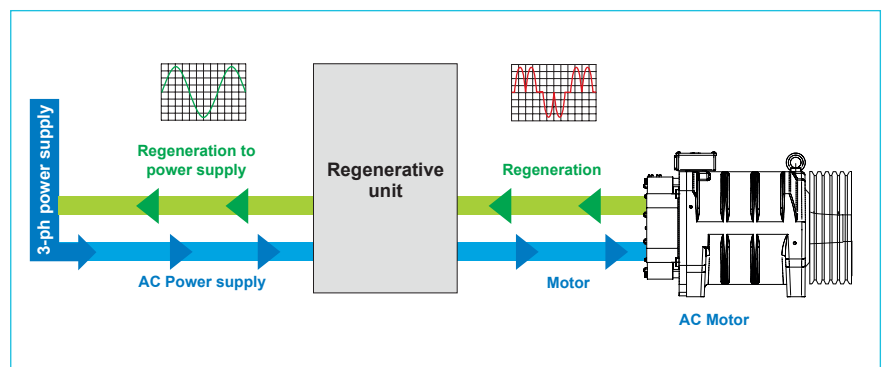 3-ph power supply
Regeneration to
power supply
AC Power supply
Regenerative
unit
Regeneration
Motor
AC Motor